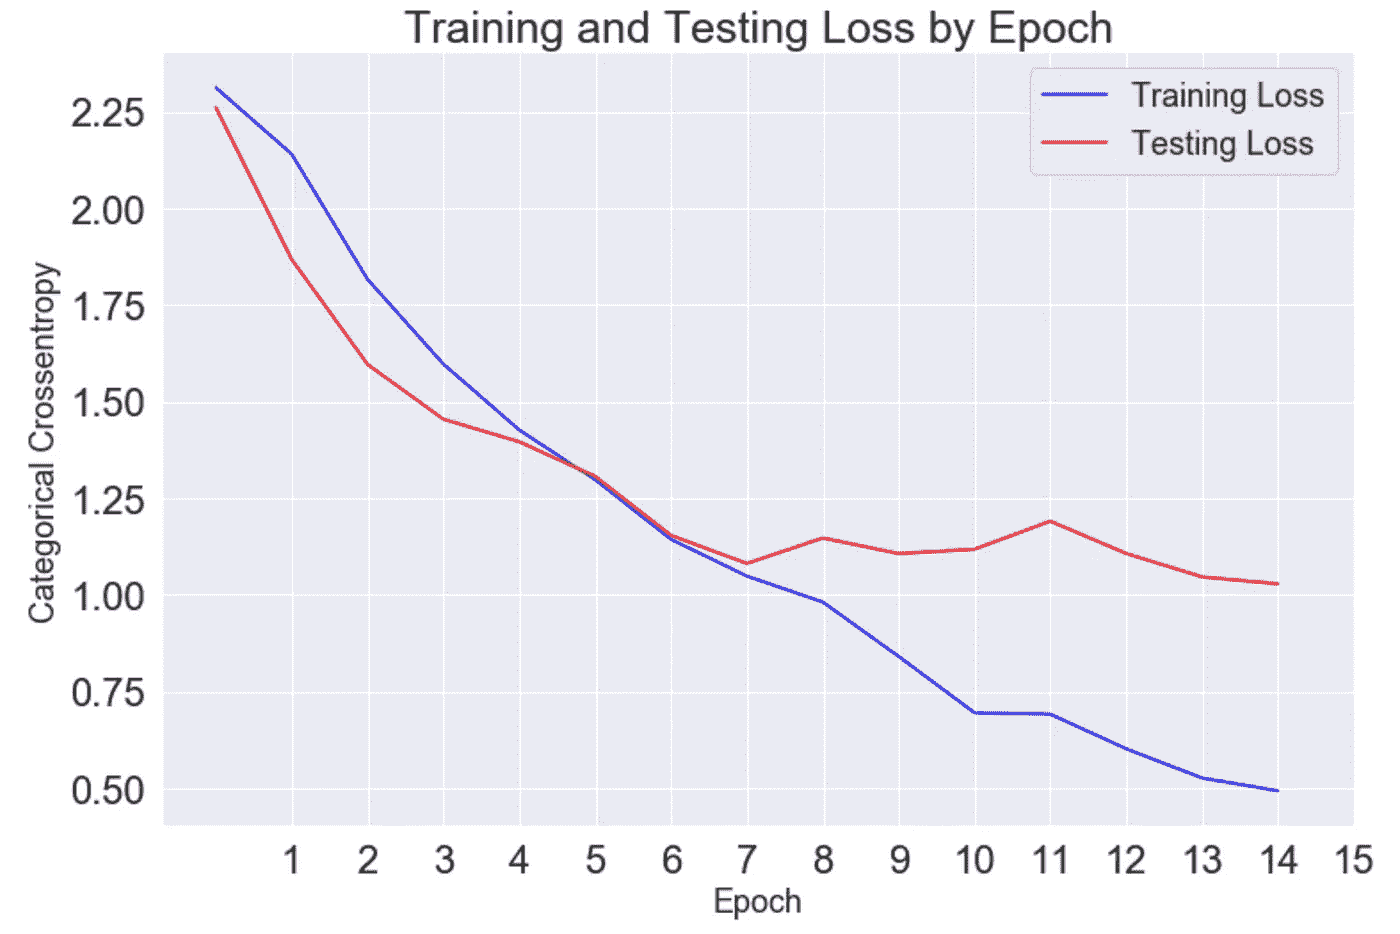 Training and Testing Loss by Epoch
Training Loss
Testing Loss
2.25
2.00
1.75
1.50
1.25
1.00
0.75
0.50
Categorical Crossentropy
1 2 3 4 5 6 7 8 9 10 11 12 13 14 15
Epoch